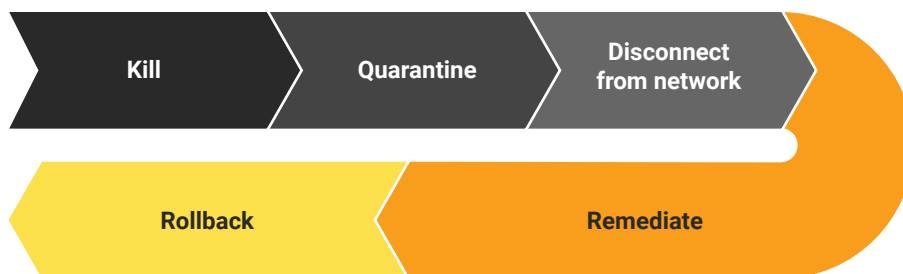 Kill
Quarantine
Disconnect
from network
Remediate
Rollback